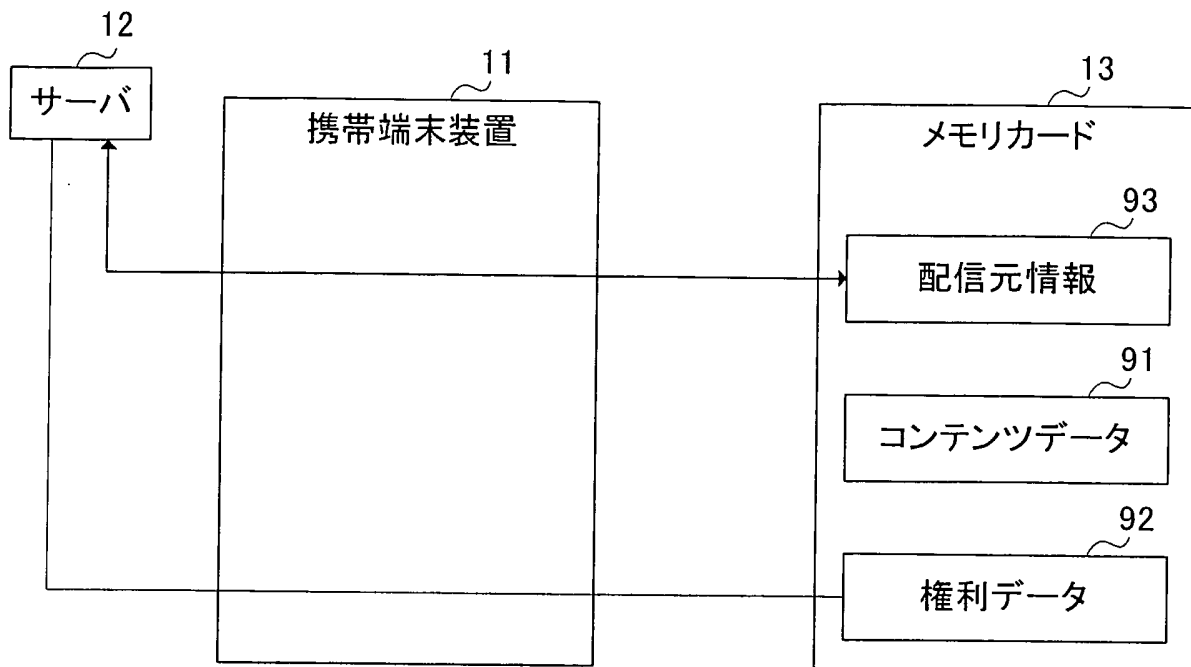 12
サーバ
11
携帯端末装置
13
メモリカード
93
配信元情報
91
コンテンツデータ
92
権利データ